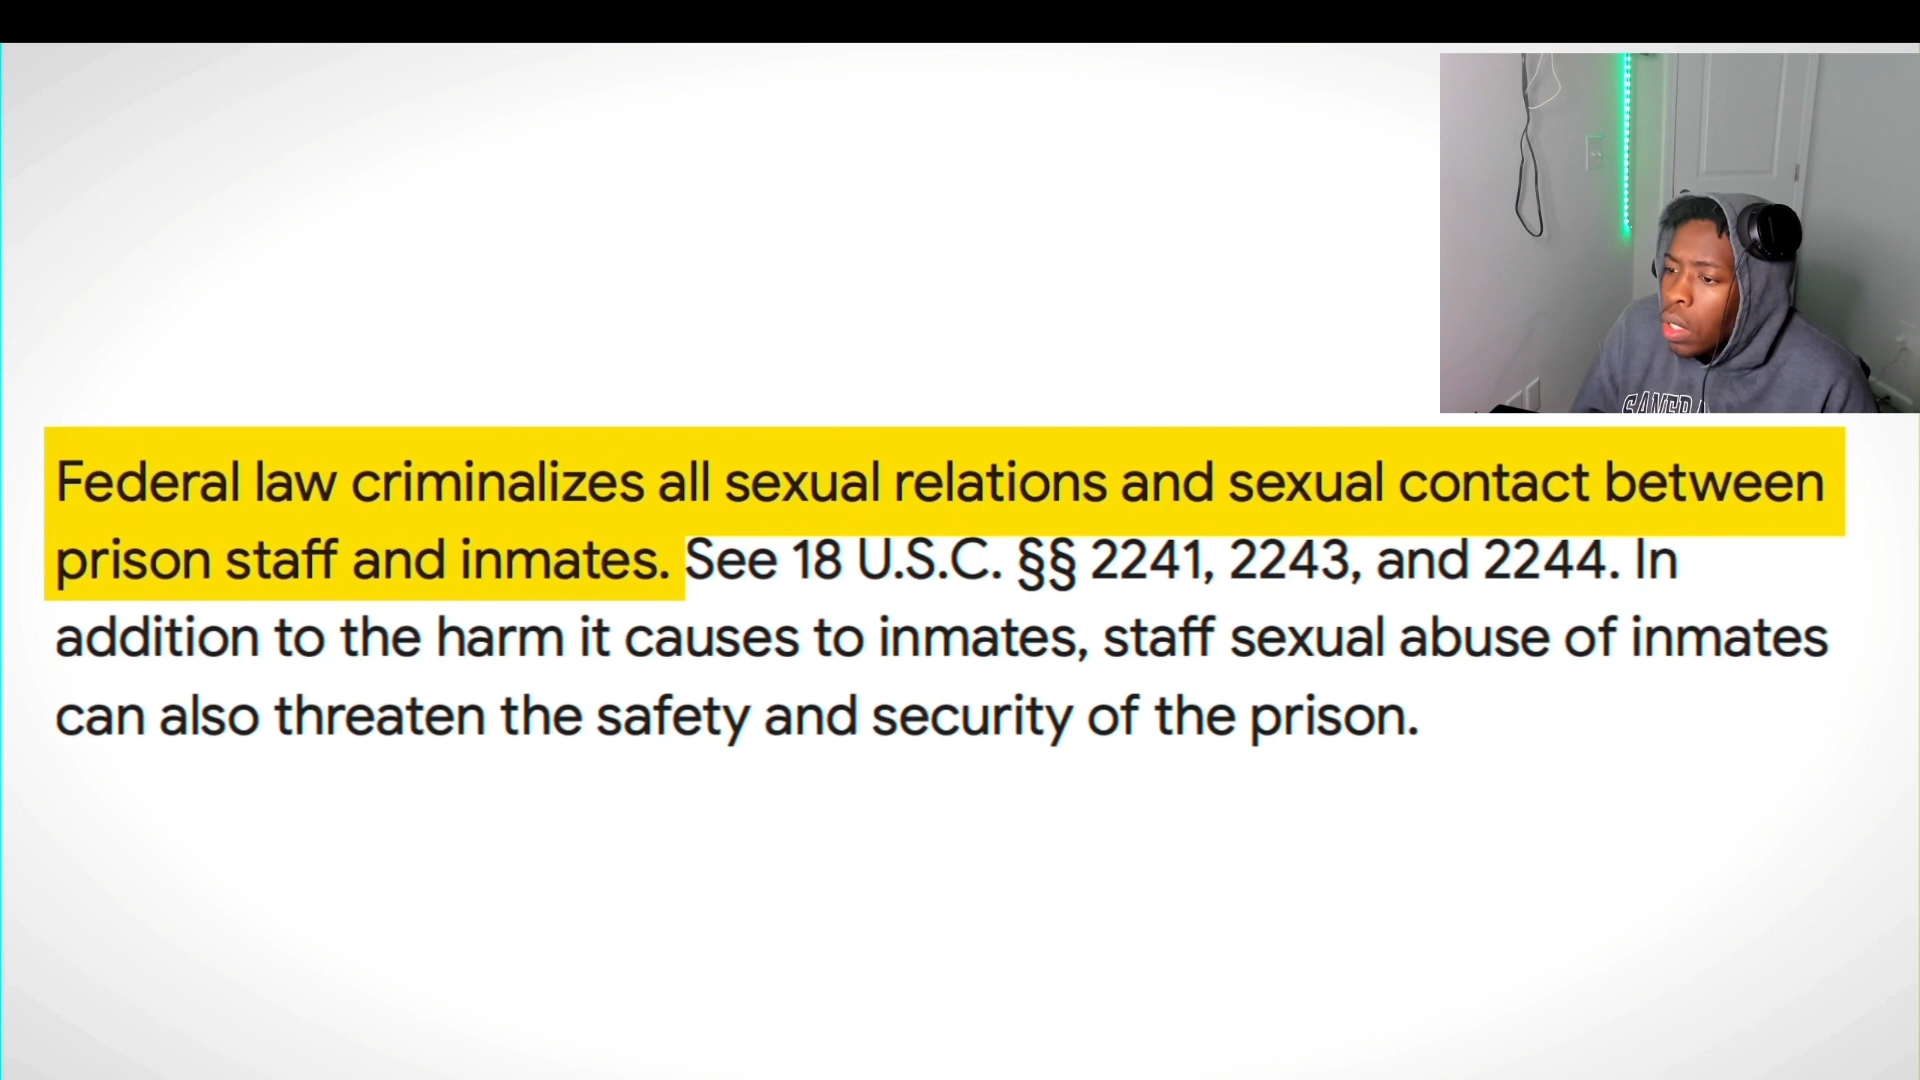 Federal law criminalizes all sexual relations and sexual contact between
prison staff and inmates. See 18 U.S.C. §§ 2241, 2243, and 2244. In
addition to the harm it causes to inmates, staff sexual abuse of inmates
can also threaten the safety and security of the prison.